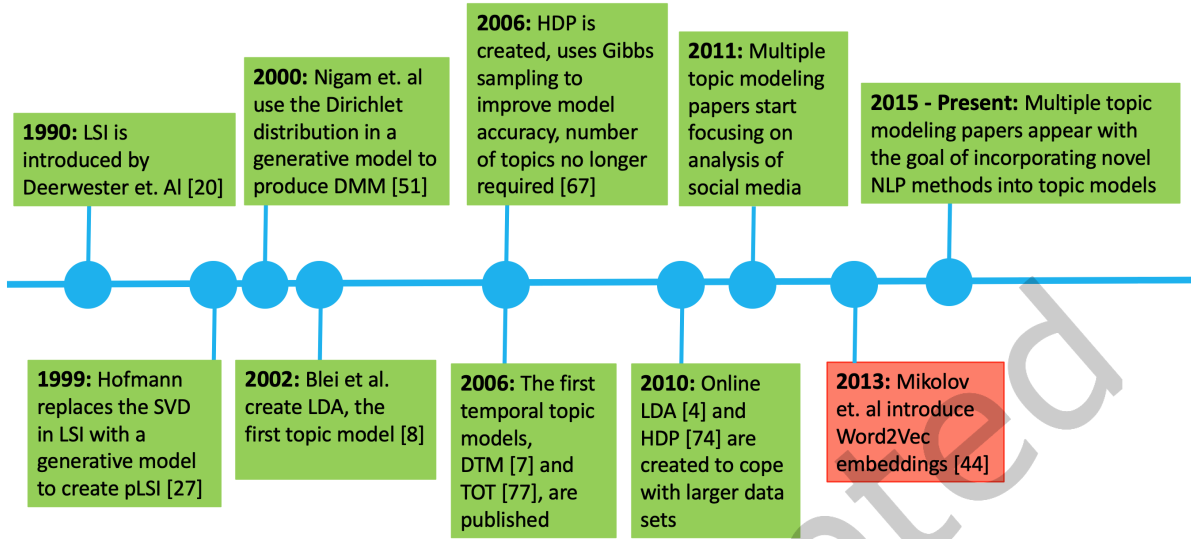 1990: LSI is
introduced by
Deerwester et. Al [20]
1999: Hofmann
replaces the SVD
in LSI with a
generative model
to create pLSI [27]
2000: Nigam et. al
use the Dirichlet
distribution in a
generative model to
produce DMM [51]
2002: Blei et al.
create LDA, the
first topic model [8]
2006: HDP is
created, uses Gibbs
sampling to
improve model
accuracy, number
of topics no longer
required [67]
2006: The first
temporal topic
models,
DTM [7] and
TOT [77], are
published
2010: Online
LDA [4] and
HDP [74] are
created to cope
with larger data
sets
2011: Multiple
topic modeling
papers start
focusing on
analysis of
social media
2013: Mikolov
et. al introduce
Word2Vec
embeddings [44]
2015 - Present: Multiple topic
modeling papers appear with
the goal of incorporating novel
NLP methods into topic models
ted